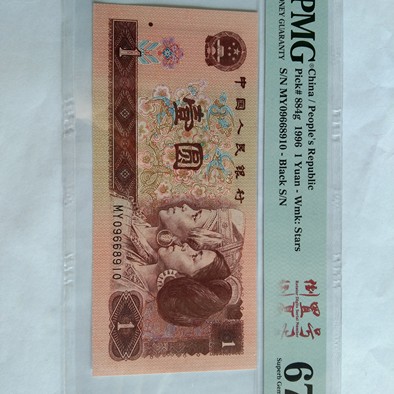 PMG
MONEY GUARANTY
China / People's Republic
Pick# 884g 1996 1 Yuan - Wmk: Stars
S/N MY09668910 - Black S/N
67
Superb Gem
1
中国人民银行
壹圆
MY09668910
1